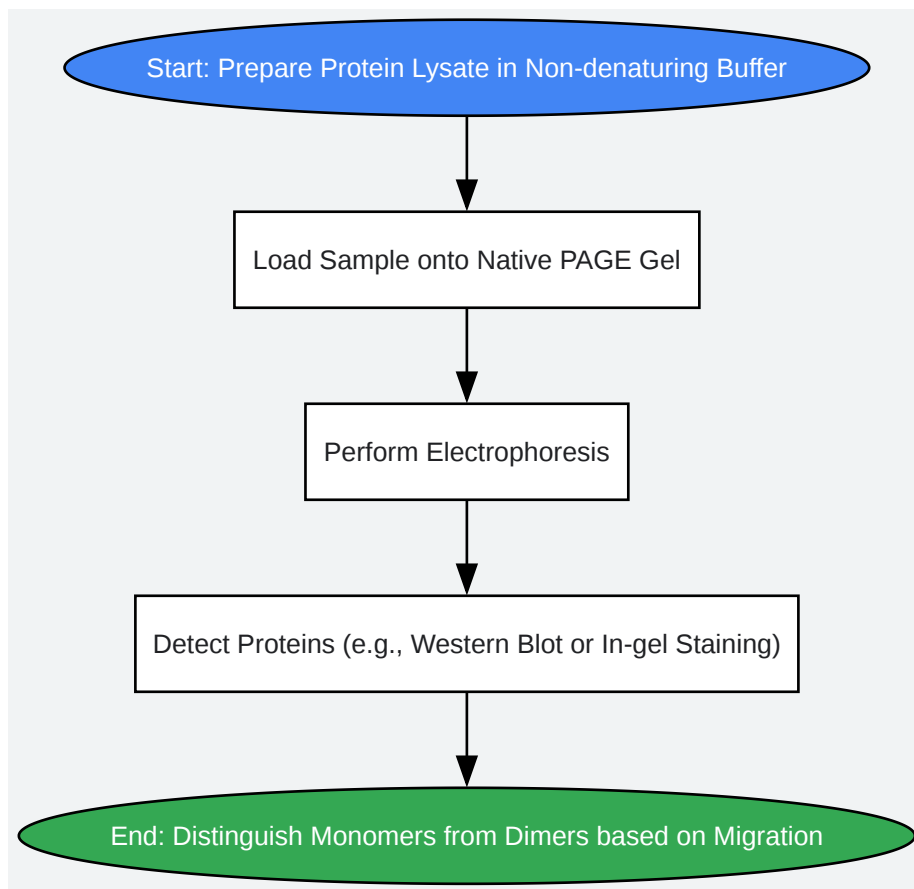 Start: Prepare Protein Lysate in Non-denaturing Buffer
Load Sample onto Native PAGE Gel
Perform Electrophoresis
Detect Proteins (e.g., Western Blot or In-gel Staining)
End: Distinguish Monomers from Dimers based on Migration